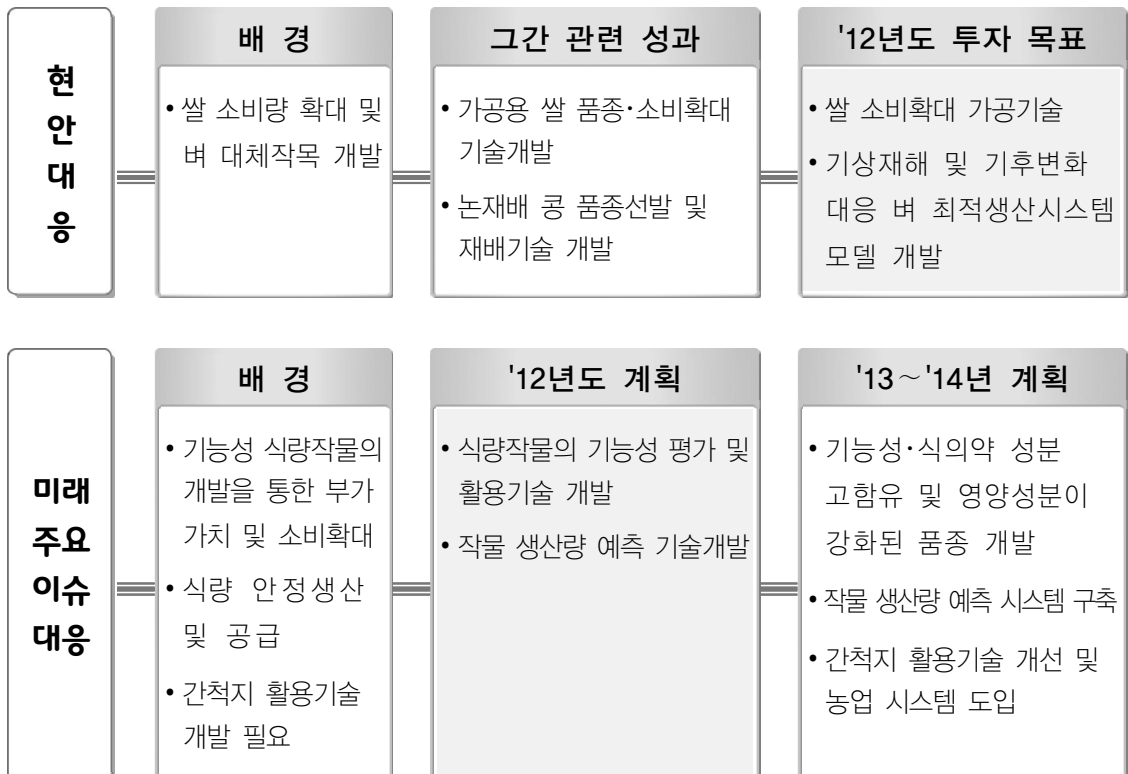 현
안
대
응
배 경
• 쌀 소비량 확대 및
벼 대체작목 개발
그간 관련 성과
• 가공용 쌀 품종·소비확대
기술개발
• 논재배 콩 품종선발 및
재배기술 개발
'12년도 투자 목표
• 쌀 소비확대 가공기술
• 기상재해 및 기후변화
대응 벼 최적생산시스템
모델 개발
미래
주요
이슈
대응
배 경
• 기능성 식량작물의
개발을 통한 부가
가치 및 소비확대
• 식량 안정생산
및 공급
• 간척지 활용기술
개발 필요
'12년도 계획
• 식량작물의 기능성 평가 및
활용기술 개발
• 작물 생산량 예측 기술개발
'13～'14년 계획
• 기능성·식의약 성분
고함유 및 영양성분이
강화된 품종 개발
• 작물 생산량 예측 시스템 구축
• 간척지 활용기술 개선 및
농업 시스템 도입